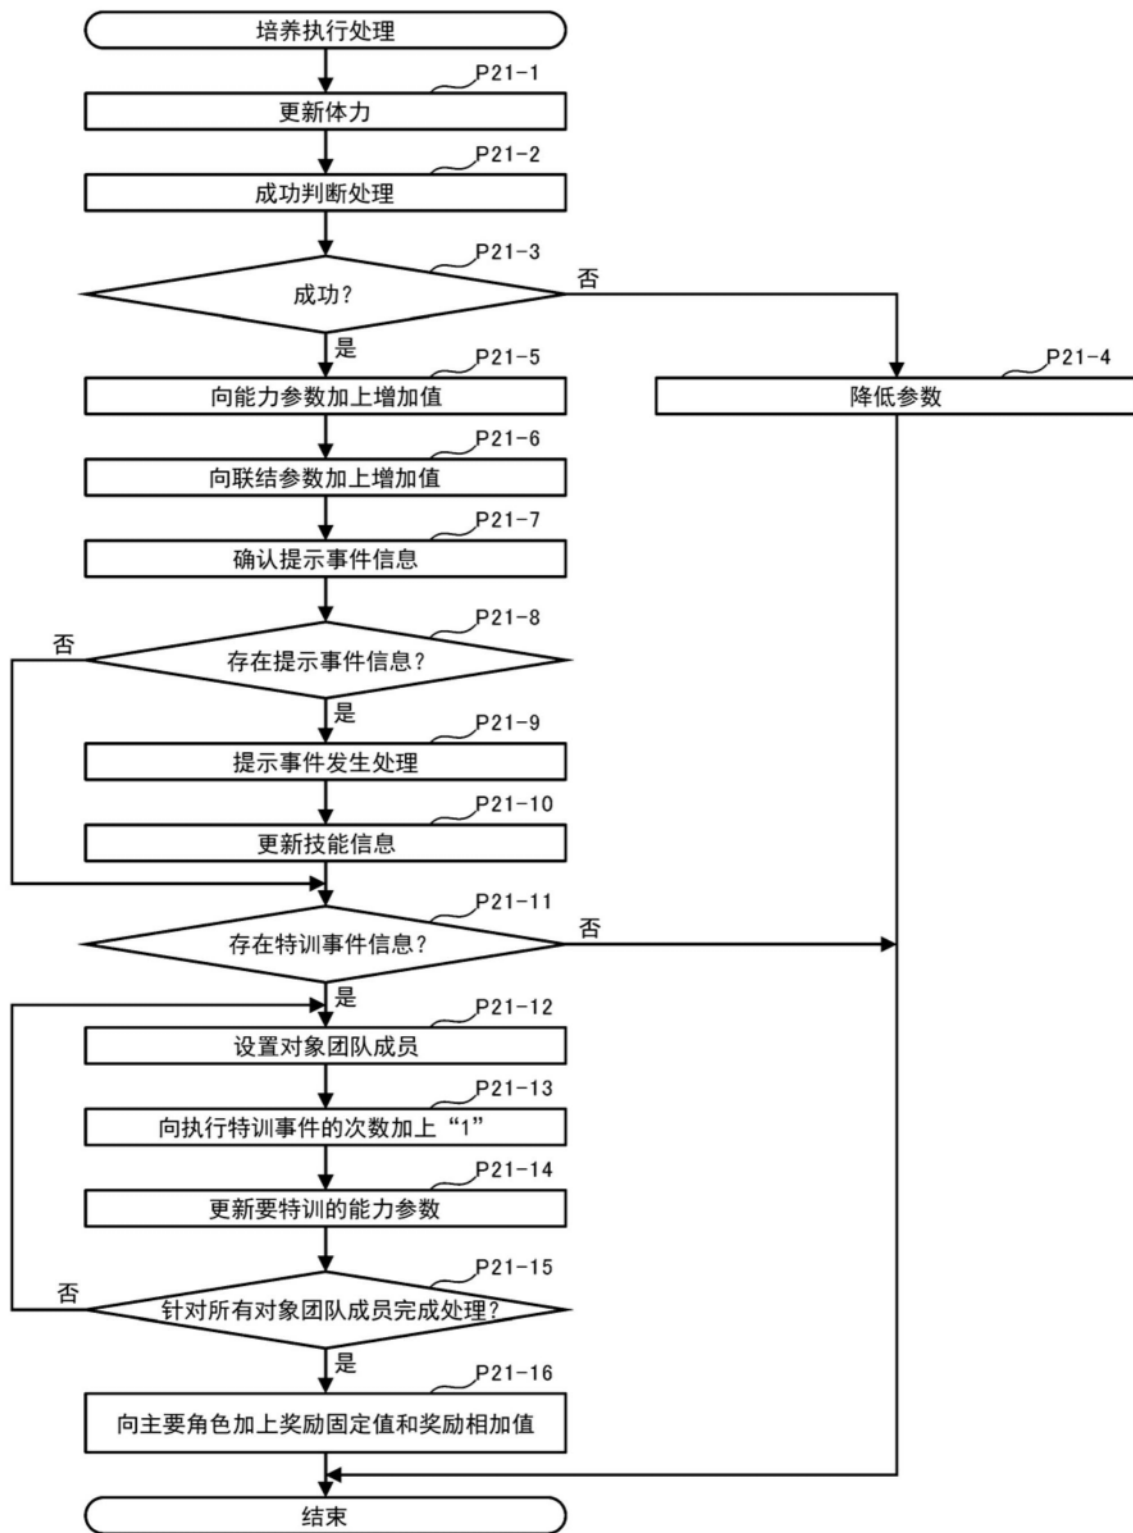 培养执行处理
P21-1
更新体力
P21-2
成功判断处理
P21-3
成功?
否
是
P21-5
向能力参数加上增加值
P21-4
降低参数
P21-6
向联结参数加上增加值
P21-7
确认提示事件信息
P21-8
存在提示事件信息?
否
是
P21-9
提示事件发生处理
P21-10
更新技能信息
P21-11
存在特训事件信息?
否
是
P21-12
设置对象团队成员
P21-13
向执行特训事件的次数加上“1”
P21-14
更新要特训的能力参数
P21-15
针对所有对象团队成员完成处理?
否
是
P21-16
向主要角色加上奖励固定值和奖励相加值
结束